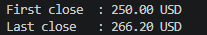 First close  : 250.00 USD
Last close   : 266.20 USD